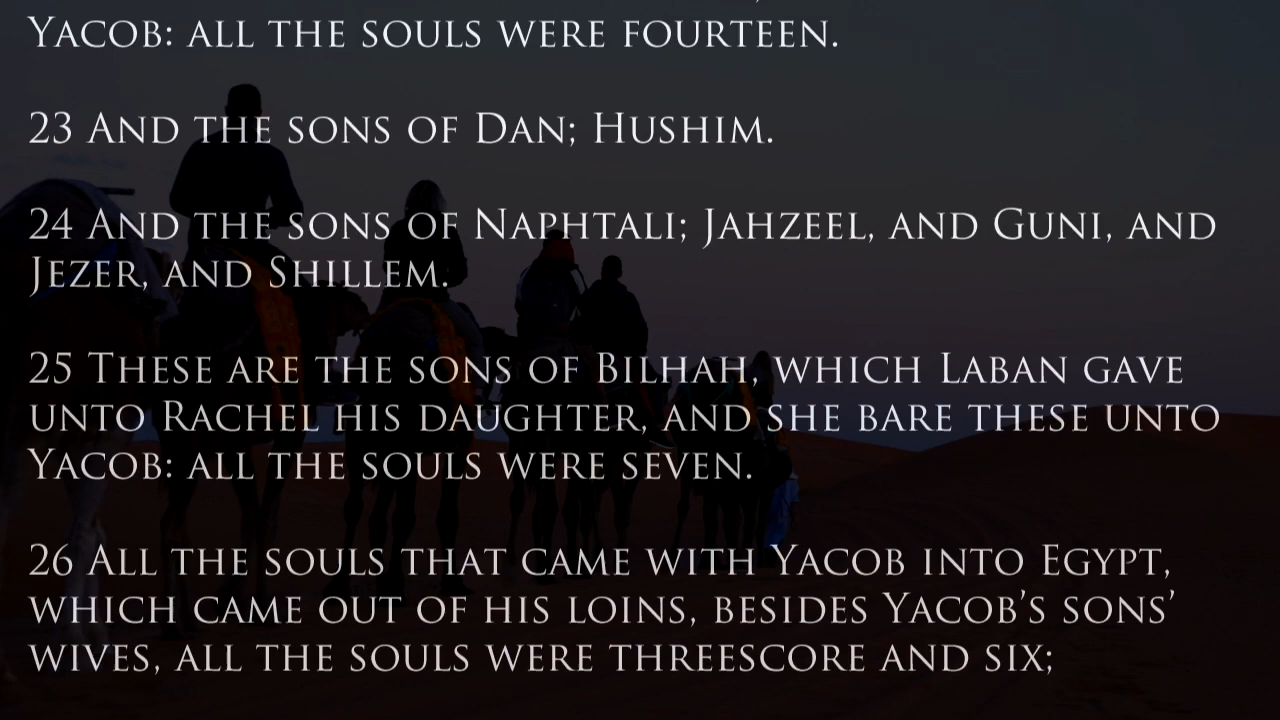 Yacob: all the souls were fourteen.
23 And the sons of Dan; Hushim.
24 And the sons of Naphtali; Jahzeel, and Guni, and
Jezer, and Shillem.
25 These are the sons of Bilhah, which Laban gave
unto Rachel his daughter, and she bare these unto
Yacob: all the souls were seven.
26 All the souls that came with Yacob into Egypt,
which came out of his loins, besides Yacob’s sons’
wives, all the souls were threescore and six;